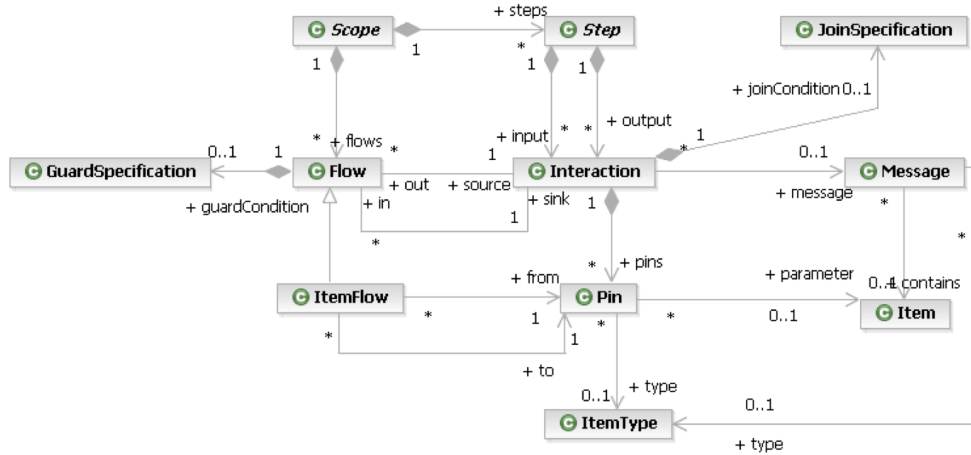 + steps
C Scope
C Step
C JoinSpecification
1
*
1
1
1
+ joinCondition 0..1
* + flows
*
+ input
*
*
+ output
1
*
0..1
1
1
0..1
C GuardSpecification
C Flow
C Interaction
C Message
+ out
+ source
+ guardCondition
+ in
+ sink
1
+ message
*
1
*
*
*
+ pins
+ from
+ parameter
contains
C ItemFlow
C Pin
C Item
*
1
*
*
0..1
*
1
+ to
0..1
+ type
0..1
C ItemType
+ type